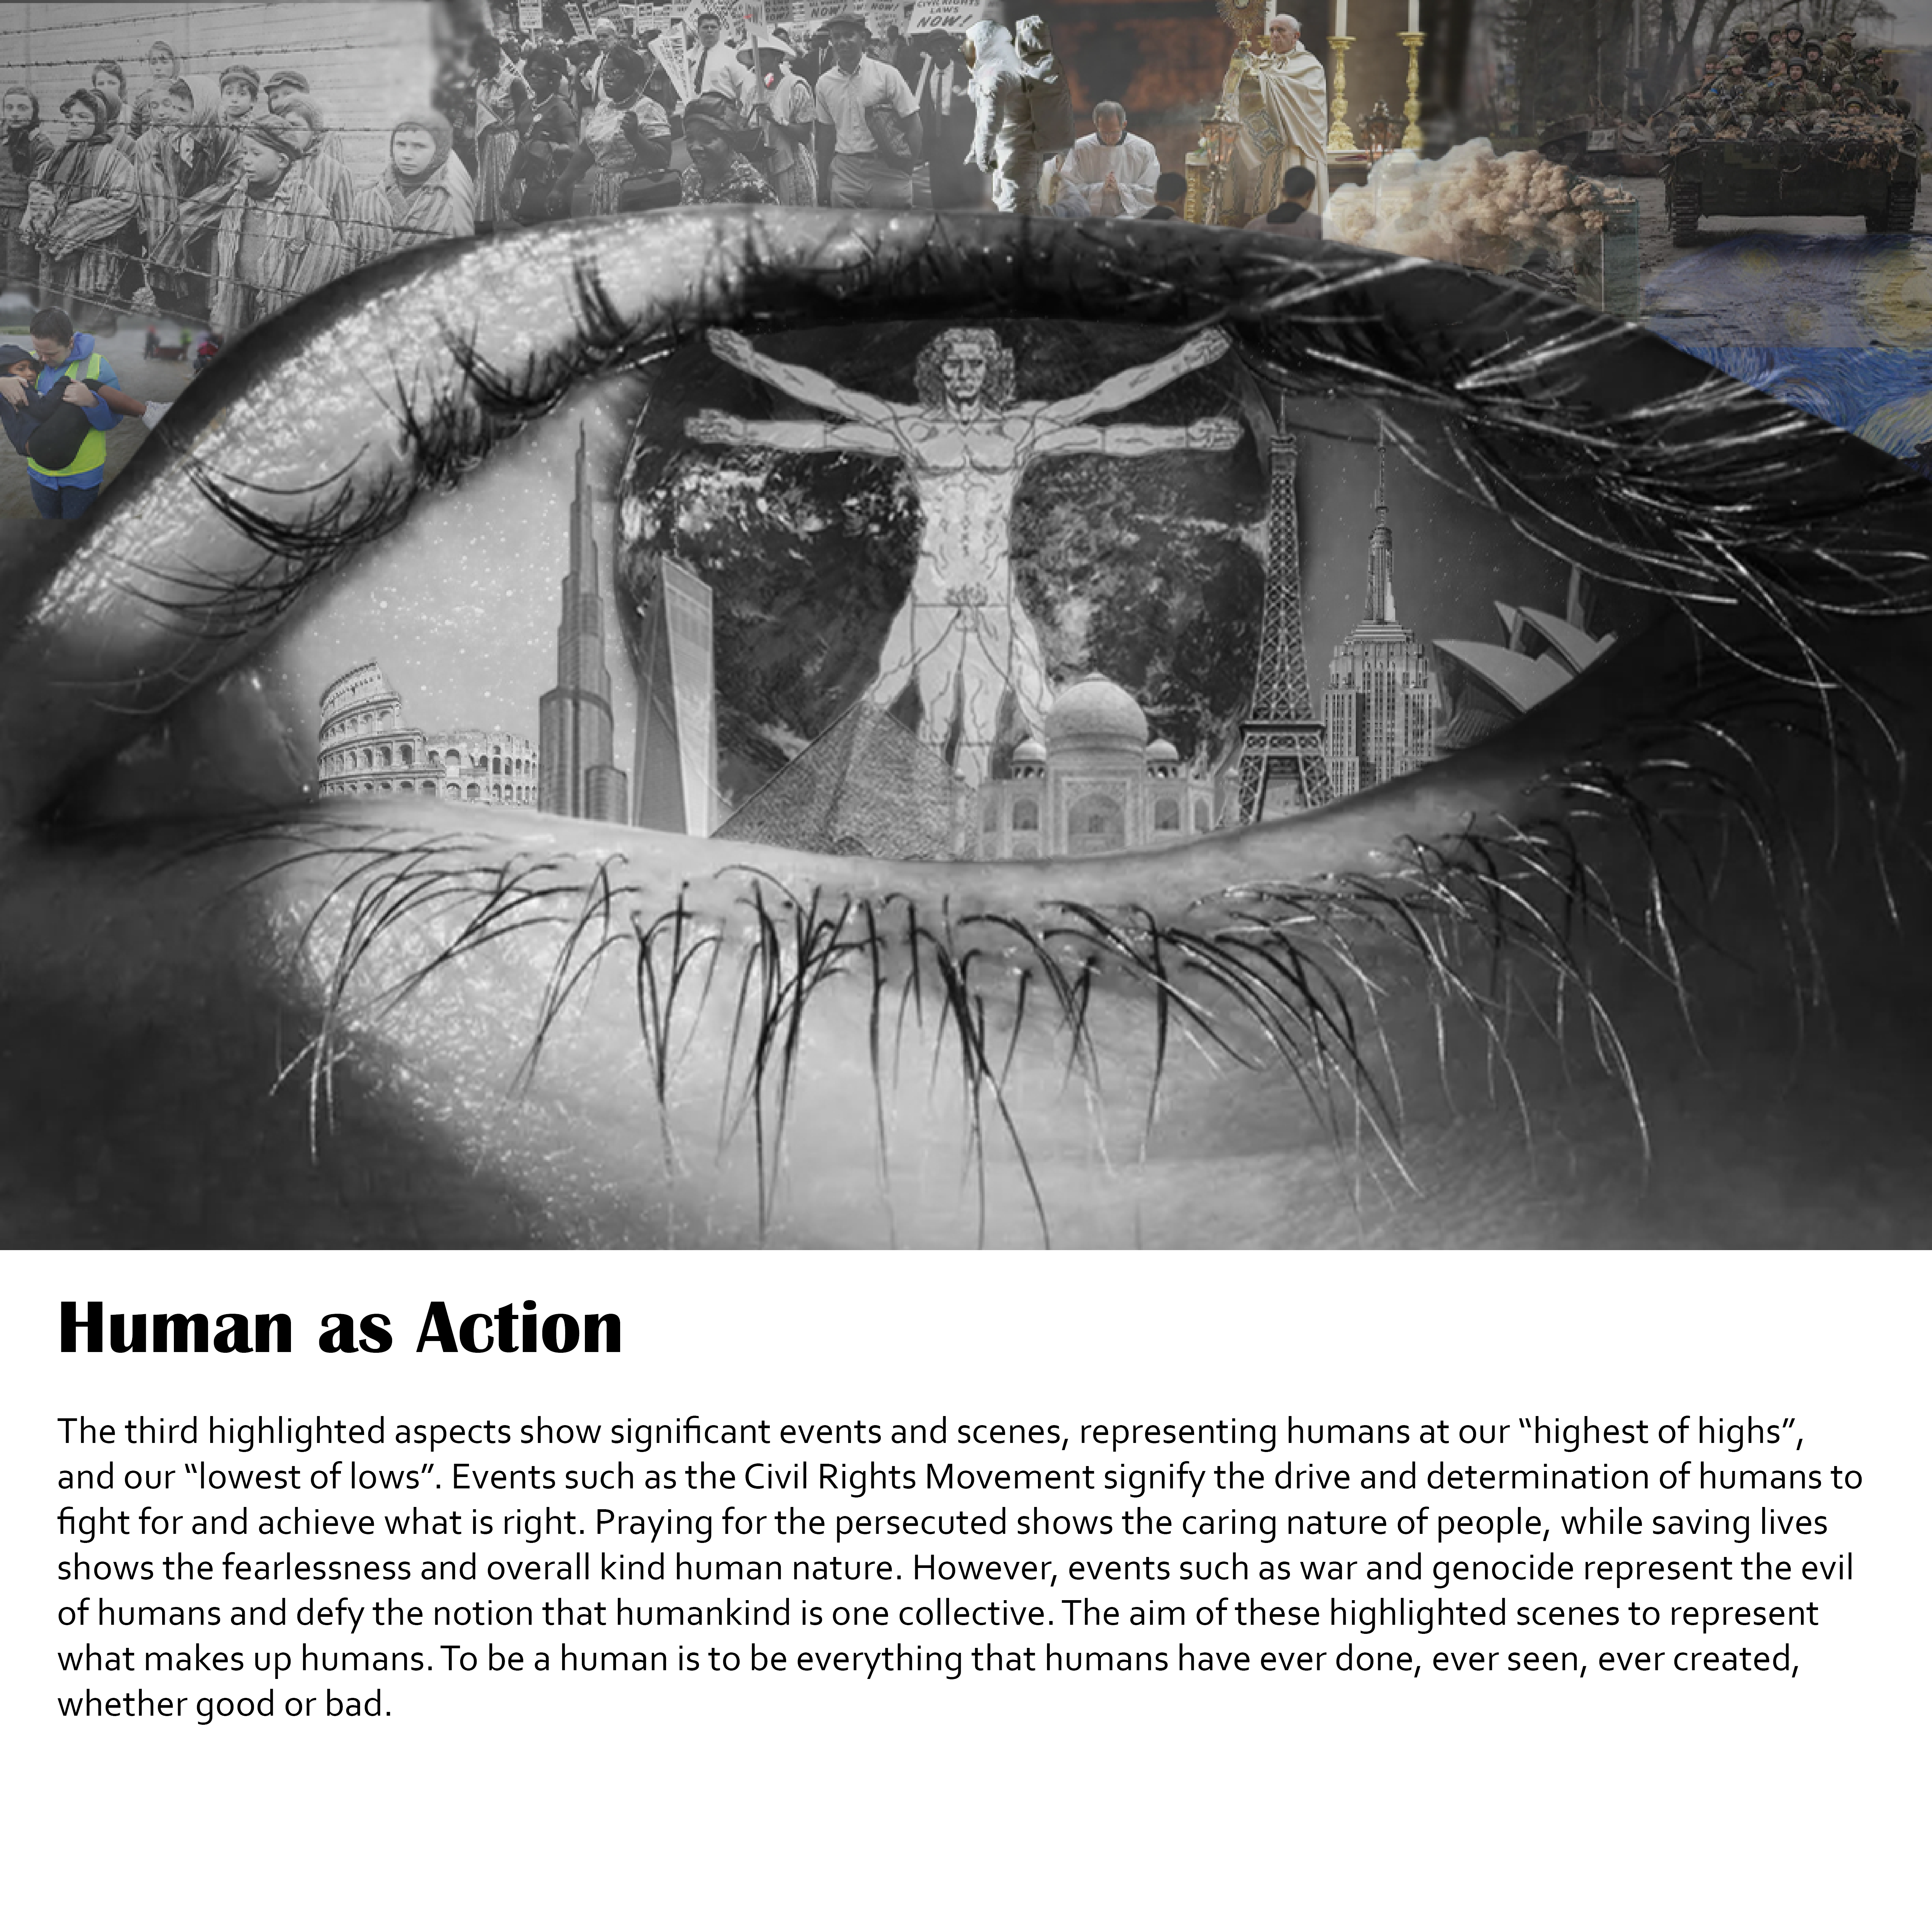 CIVIL RIGHTS
LAWS
NOW!
NOW!
Human as Action
The third highlighted aspects show significant events and scenes, representing humans at our “highest of highs”,
and our “lowest of lows”. Events such as the Civil Rights Movement signify the drive and determination of humans to
fight for and achieve what is right. Praying for the persecuted shows the caring nature of people, while saving lives
shows the fearlessness and overall kind human nature. However, events such as war and genocide represent the evil
of humans and defy the notion that humankind is one collective. The aim of these highlighted scenes to represent
what makes up humans. To be a human is to be everything that humans have ever done, ever seen, ever created,
whether good or bad.